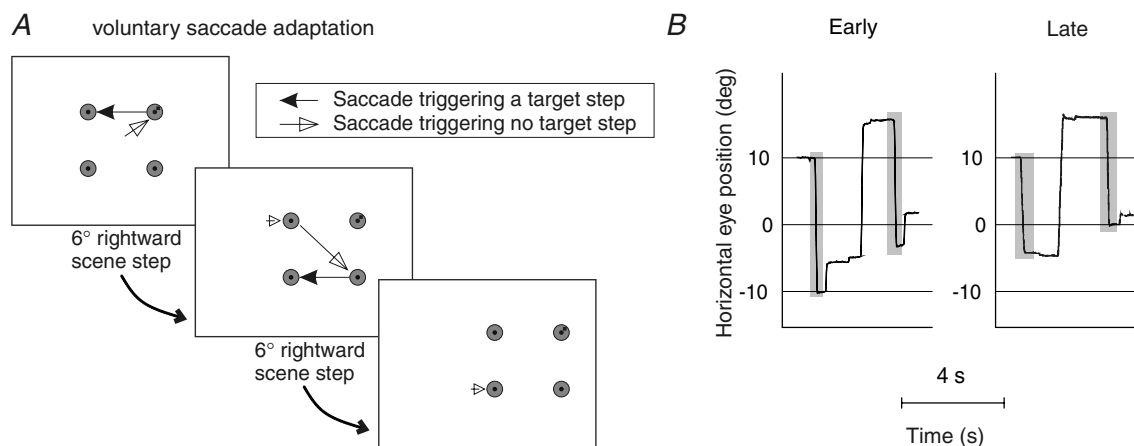 A
voluntary saccade adaptation
Saccade triggering a target step
Saccade triggering no target step
6° rightward
scene step
6° rightward
scene step
B
Early
Late
Horizontal eye position (deg)
10
0
-10
10
0
-10
4 s
Time (s)